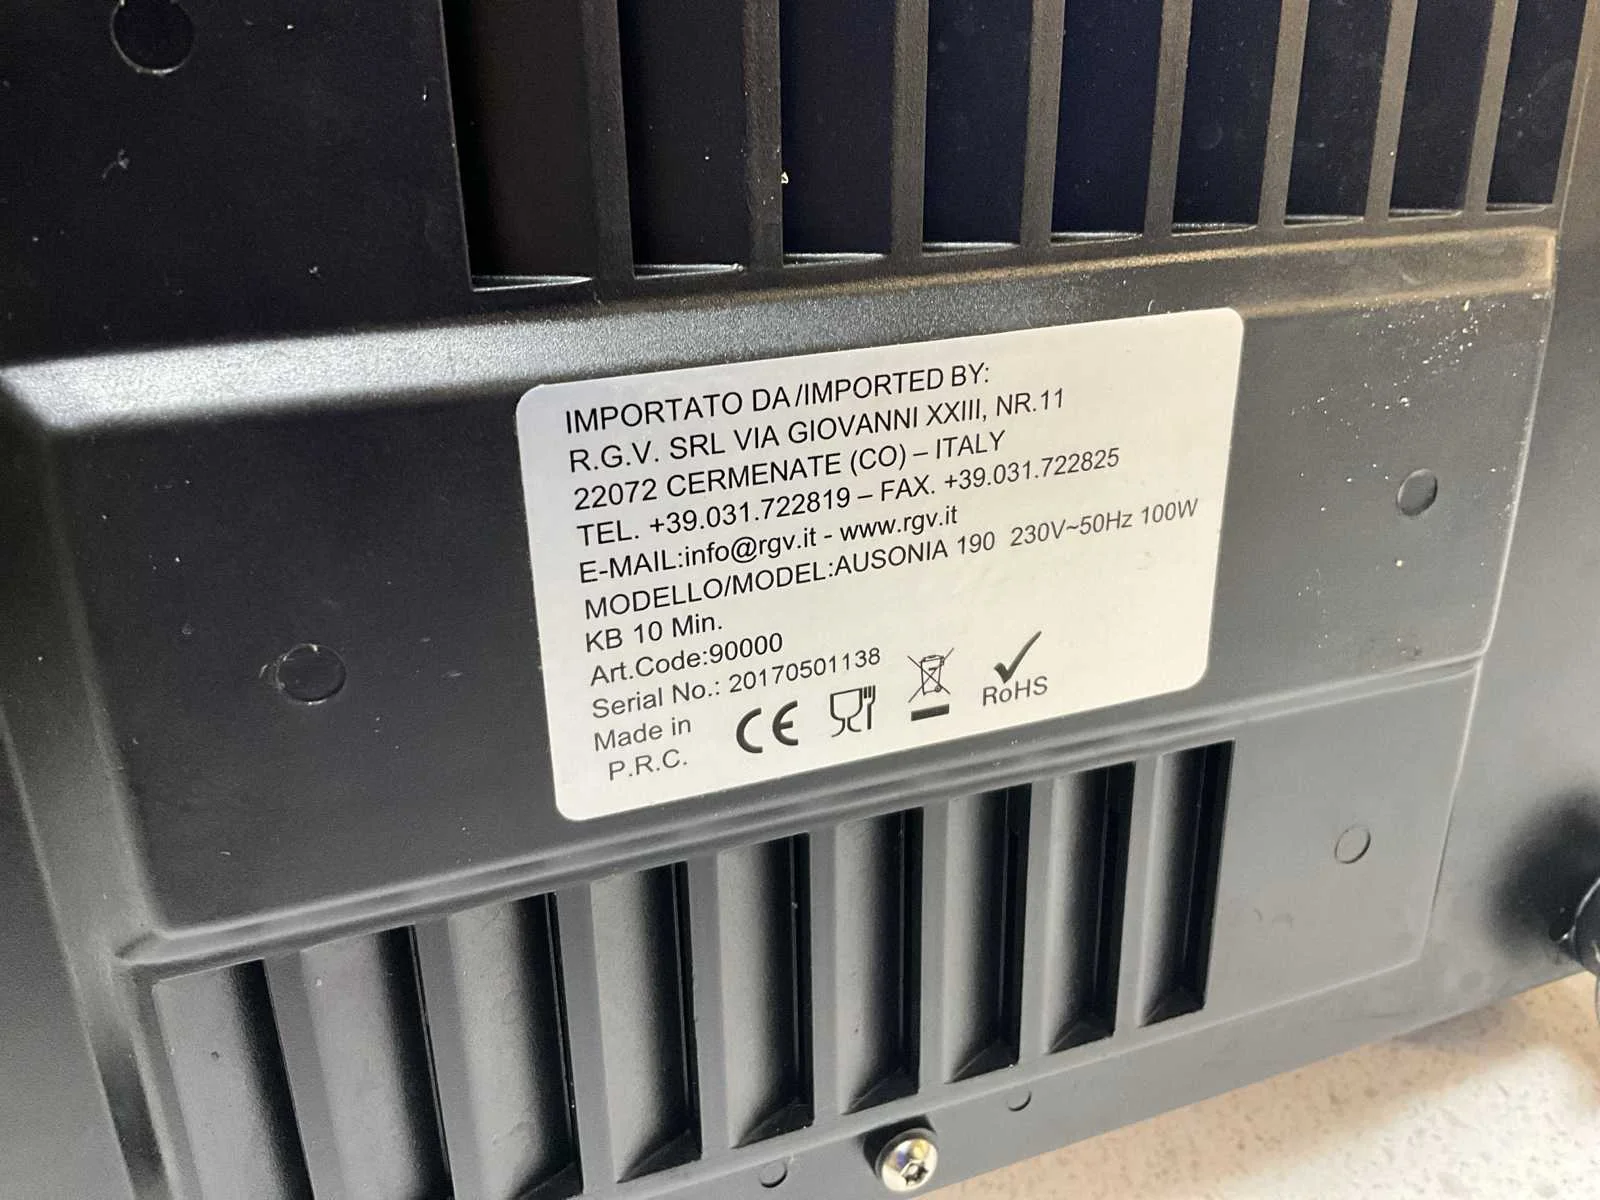 IMPORTATO DA/IMPORTED BY:
R.G.V. SRL VIA GIOVANNI XXIII, NR.11
22072 CERMENATE (CO) – ITALY
TEL. +39.031.722819 – FAX. +39.031.722825
E-MAIL:info@rgv.it - www.rgv.it
MODELLO/MODEL:AUSONIA 190 230V~50Hz 100W
KB 10 Min.
Art.Code:90000
Serial No.: 20170501138
Made in
P.R.C.
CE
RoHS